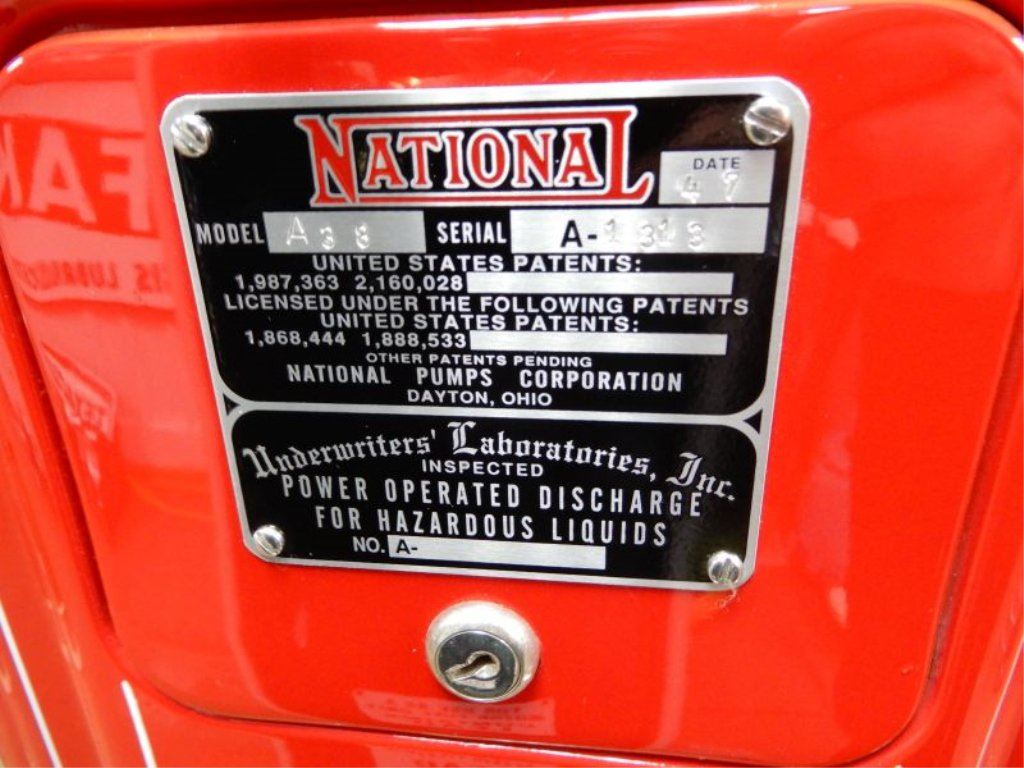 NATIONAL
DATE
47
MODEL A38 SERIAL A-1313
UNITED STATES PATENTS:
1,987,363 2,160,028
LICENSED UNDER THE FOLLOWING PATENTS
UNITED STATES PATENTS:
1,868,444 1,888,533
OTHER PATENTS PENDING
NATIONAL PUMPS CORPORATION
DAYTON, OHIO
Underwriters' Laboratories, Inc.
INSPECTED
POWER OPERATED DISCHARGE
FOR HAZARDOUS LIQUIDS
NO. A-